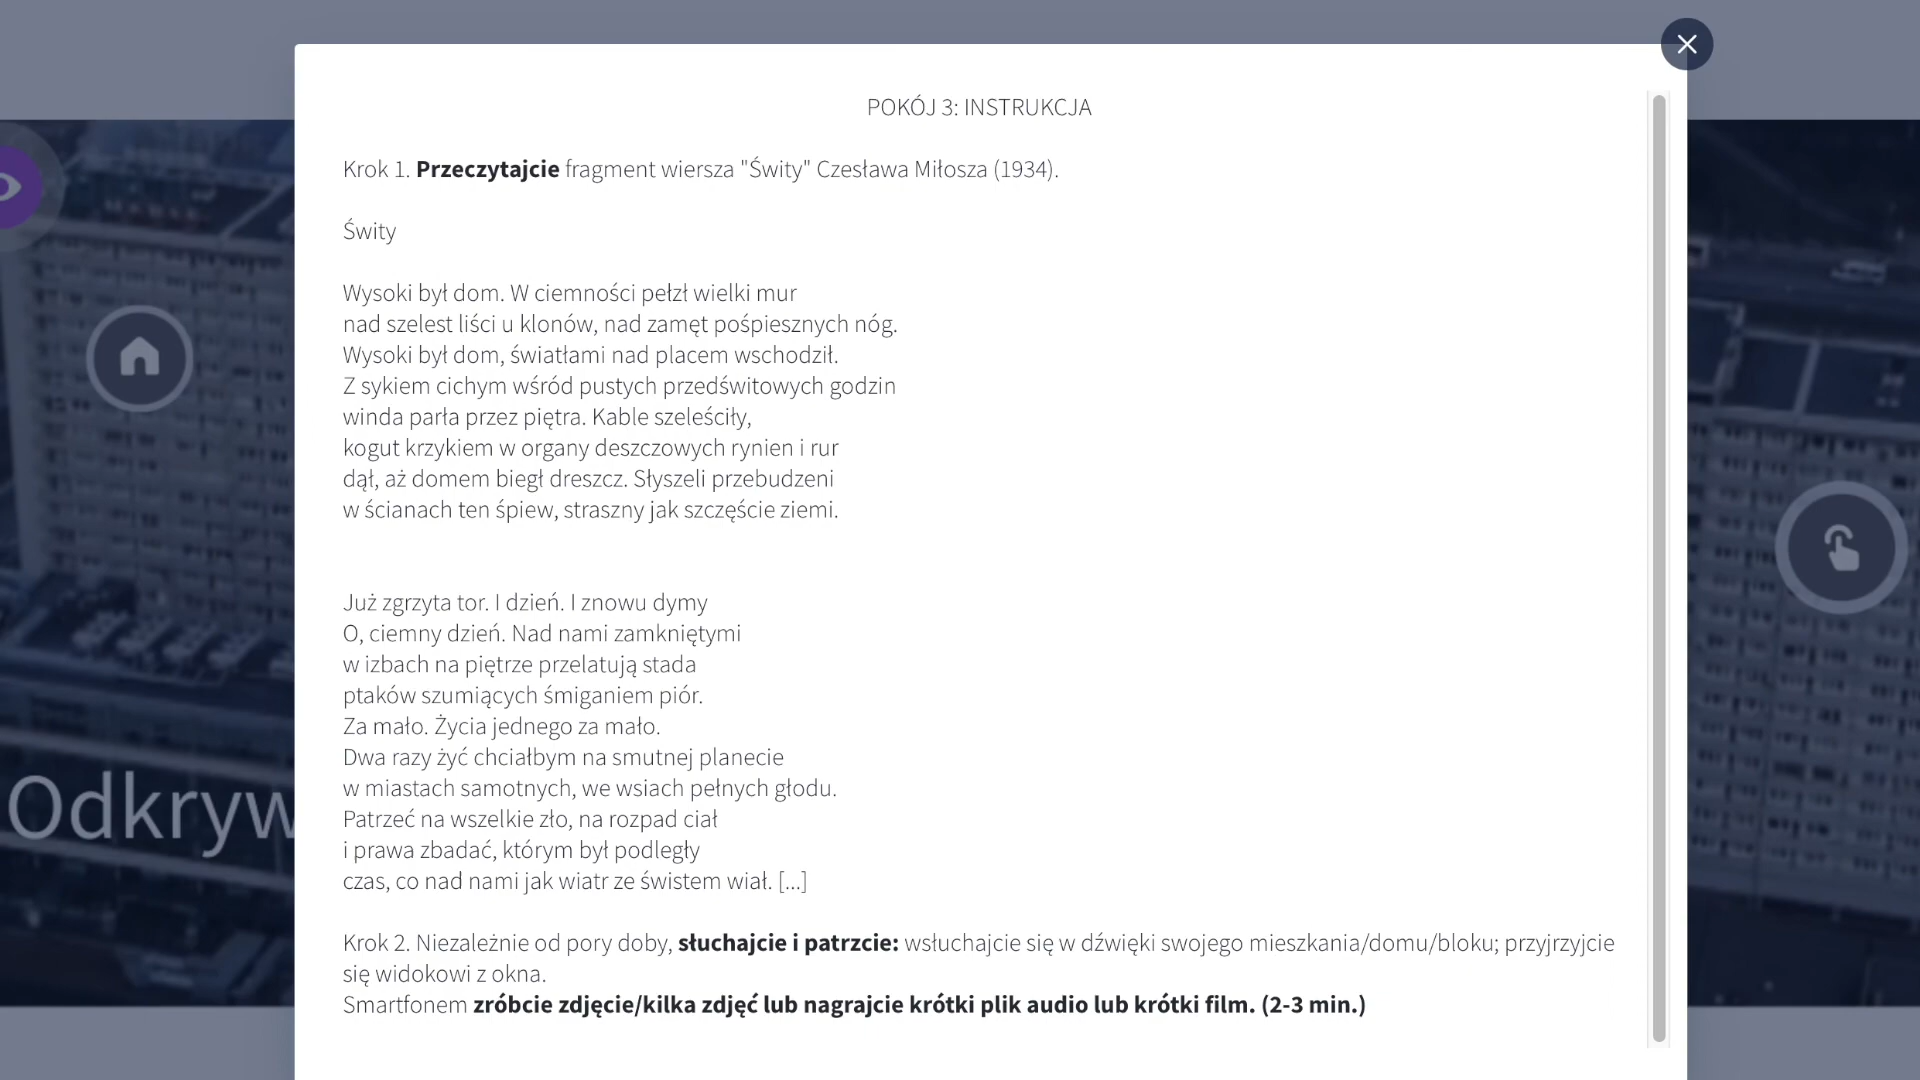 POKÓJ 3: INSTRUKCJA
Krok 1. Przeczytajcie fragment wiersza "Świty" Czesława Miłosza (1934).
Świty
Wysoki był dom. W ciemności pełzł wielki mur
nad szelest liści u klonów, nad zamęt pośpiesznych nóg.
Wysoki był dom, światłami nad placem wschodził.
Z sykiem cichym wśród pustych przedświtowych godzin
winda parła przez piętra. Kable szeleściły,
kogut krzykiem w organy deszczowych rynien i rur
dął, aż domem biegł dreszcz. Słyszeli przebudzeni
w ścianach ten śpiew, straszny jak szczęście ziemi.
Już zgrzyta tor. I dzień. I znowu dymy
O, ciemny dzień. Nad nami zamkniętymi
w izbach na piętrze przelatują stada
ptaków szumiących śmiganiem piór.
Za mało. Życia jednego za mało.
Dwa razy żyć chciałbym na smutnej planecie
w miastach samotnych, we wsiach pełnych głodu.
Patrzeć na wszelkie zło, na rozpad ciał
i prawa zbadać, którym był podległy
czas, co nad nami jak wiatr ze świstem wiał. [...]
Krok 2. Niezależnie od pory doby, słuchajcie i patrzcie: wsłuchajcie się w dźwięki swojego mieszkania/domu/bloku; przyjrzyjcie
się widokowi z okna.
Smartfonem zróbcie zdjęcie/kilka zdjęć lub nagrajcie krótki plik audio lub krótki film. (2-3 min.)
Odkryw